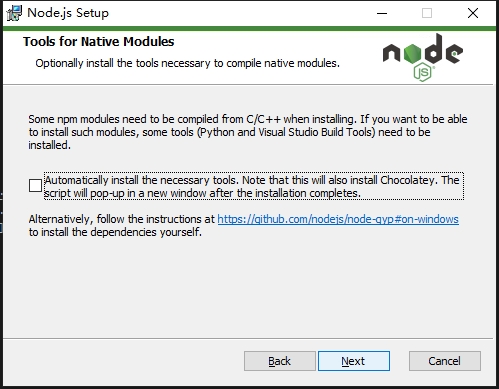 Node.js Setup
Tools for Native Modules
Optionally install the tools necessary to compile native modules.
node
JS
Some npm modules need to be compiled from C/C++ when installing. If you want to be able
to install such modules, some tools (Python and Visual Studio Build Tools) need to be
installed.
Automatically install the necessary tools. Note that this will also install Chocolatey. The
script will pop-up in a new window after the installation completes.
Alternatively, follow the instructions at https://github.com/nodejs/node-gyp#on-windows
to install the dependencies yourself.
Back Next Cancel